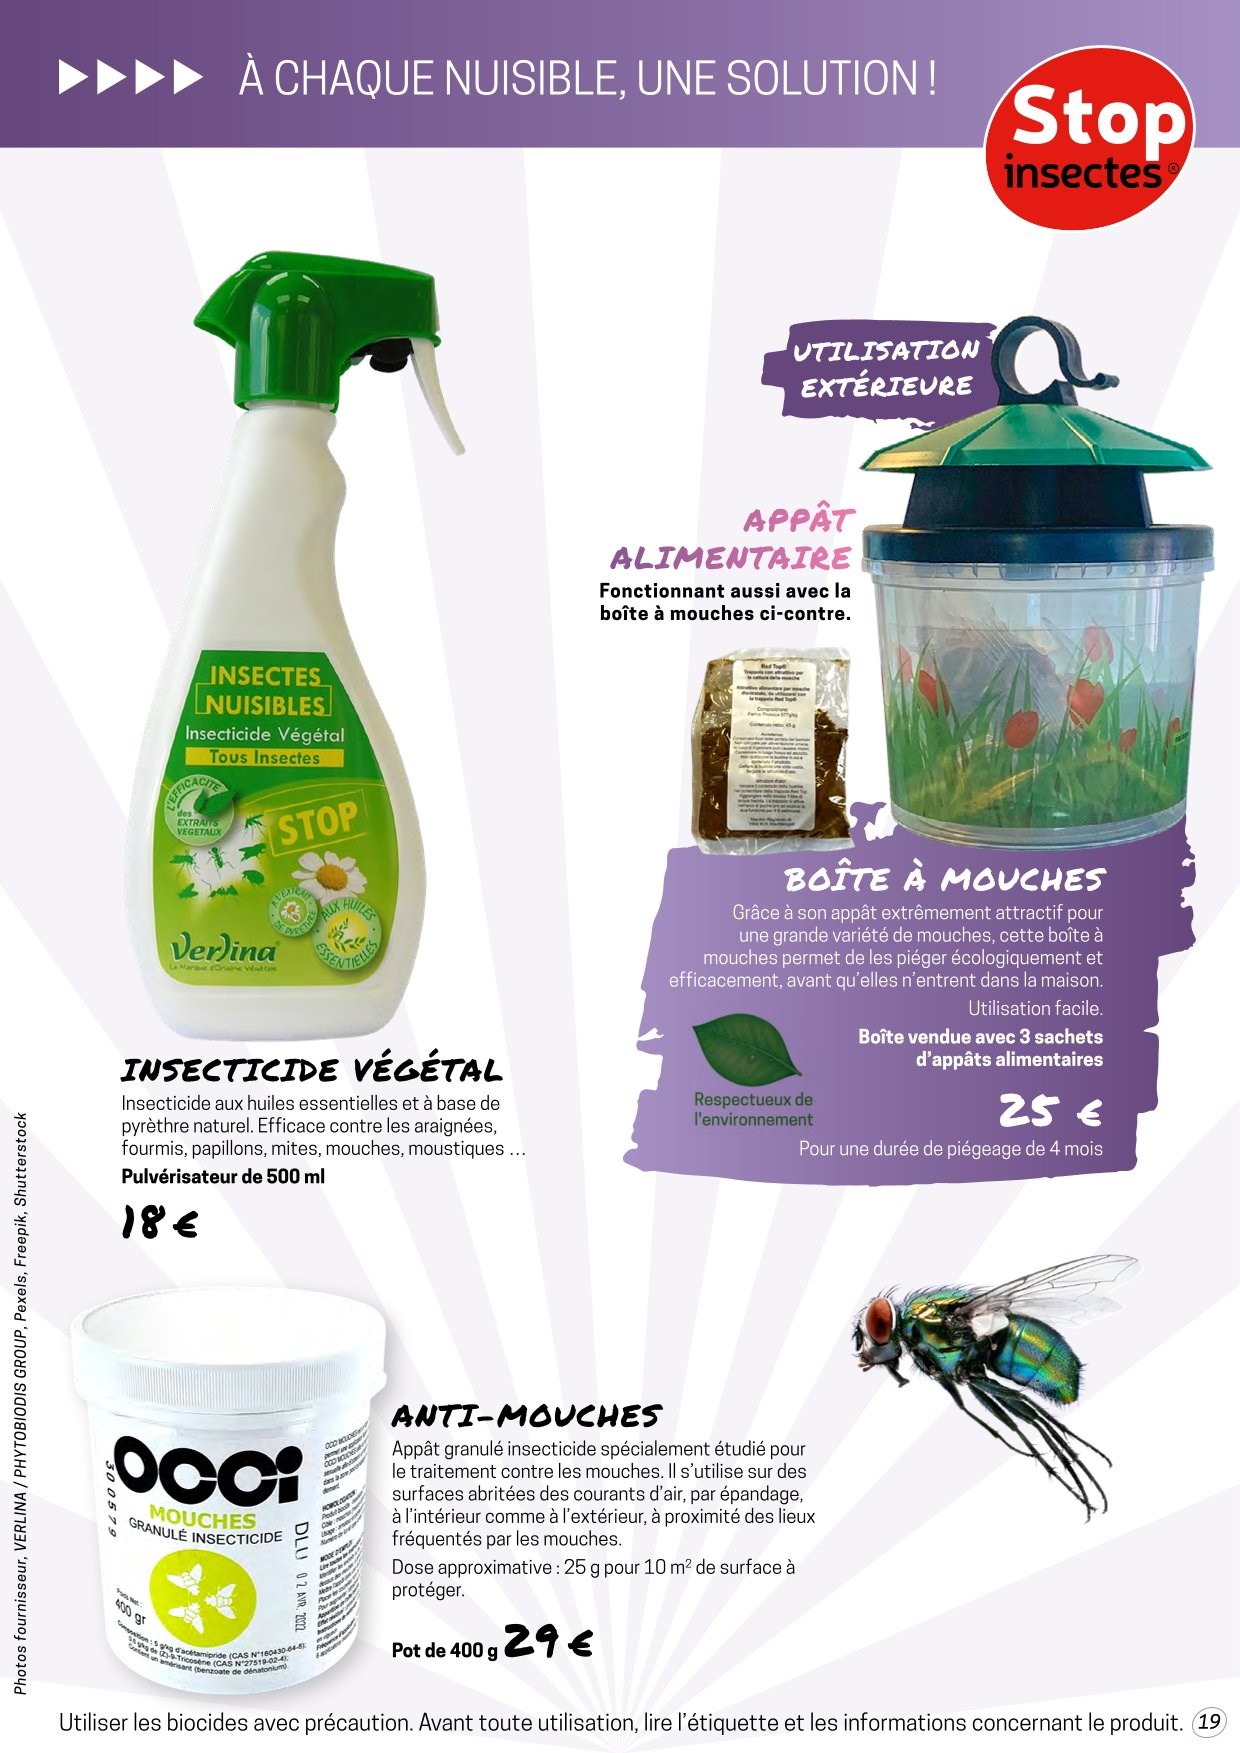 À CHAQUE NUISIBLE, UNE SOLUTION !
Stop
insectes®
UTILISATION
EXTÉRIEURE
APPÂT
ALIMENTAIRE
Fonctionnant aussi avec la
boîte à mouches ci-contre.
Red Top®
INSECTES
NUISIBLES
Insecticide Végétal
Tous Insectes
L'EFFICACITÉ
des
EXTRAITS
VEGETAUX
STOP
A L'EXTRAIT
DE PYRETHRE
AUX HUILES
ESSENTIELLES
Verlina
La Marque d'Origine Végétale
BOÎTE À MOUCHES
Grâce à son appât extrêmement attractif pour
une grande variété de mouches, cette boîte à
mouches permet de les piéger écologiquement et
efficacement, avant qu’elles n’entrent dans la maison.
Utilisation facile.
Boîte vendue avec 3 sachets
d’appâts alimentaires
Respectueux de
l'environnement
25 €
Pour une durée de piégeage de 4 mois
INSECTICIDE VÉGÉTAL
Insecticide aux huiles essentielles et à base de
pyrèthre naturel. Efficace contre les araignées,
fourmis, papillons, mites, mouches, moustiques …
Pulvérisateur de 500 ml
18 €
OCCI
MOUCHES
GRANULÉ INSECTICIDE
300579
DLU 02 AVR. 2022
Poids Net :
400 gr
Composition : 5 g/kg d'acétamipride (CAS N°160430-64-8);
(Z)-9-Tricosène (CAS N°27519-02-4);
Contient un amérisant (benzoate de dénatonium).
ANTI-MOUCHES
Appât granulé insecticide spécialement étudié pour
le traitement contre les mouches. Il s’utilise sur des
surfaces abritées des courants d’air, par épandage,
à l’intérieur comme à l’extérieur, à proximité des lieux
fréquentés par les mouches.
Dose approximative : 25 g pour 10 m² de surface à
protéger.
Pot de 400 g 29 €
Photos fournisseur, VERLINA / PHYTOBIODIS GROUP, Pexels, Freepik, Shutterstock
Utiliser les biocides avec précaution. Avant toute utilisation, lire l’étiquette et les informations concernant le produit. 19